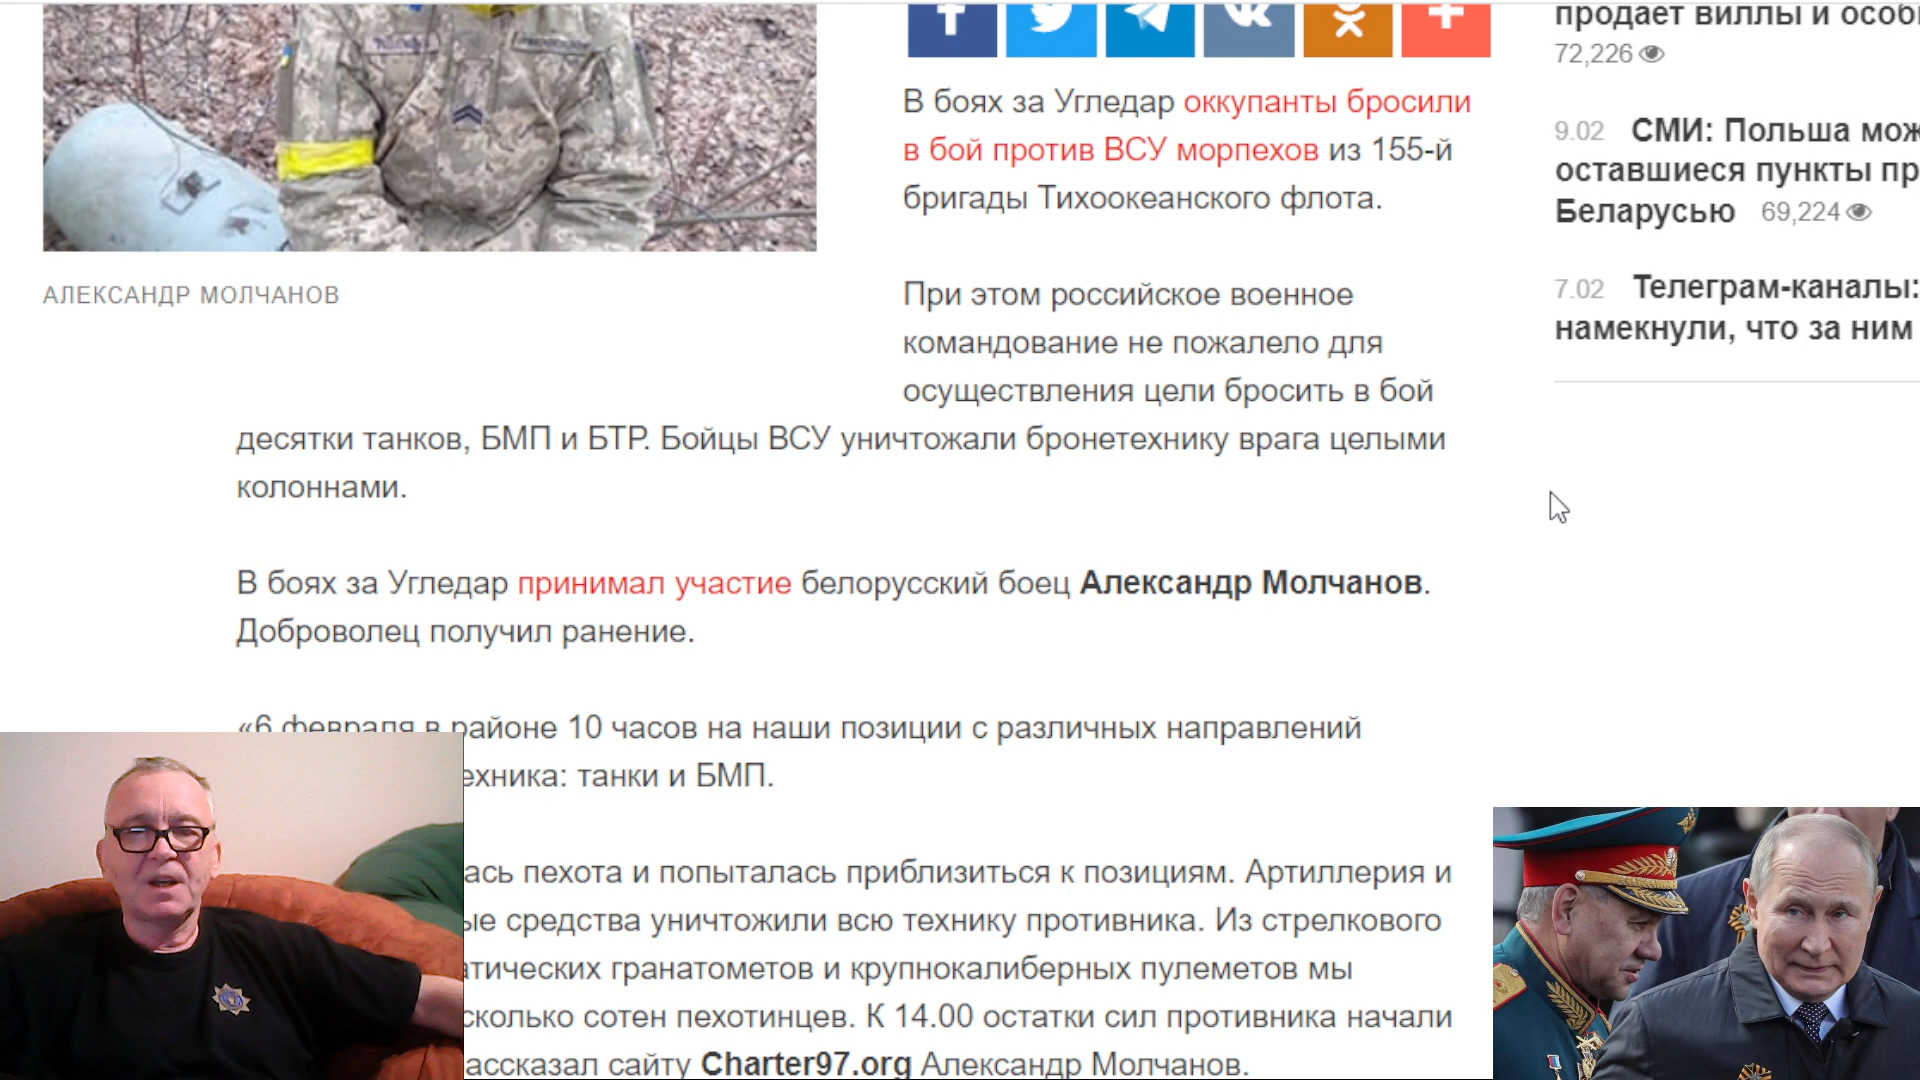 В боях за Угледар оккупанты бросили
в бой против ВСУ морпехов из 155-й
бригады Тихоокеанского флота.
АЛЕКСАНДР МОЛЧАНОВ
При этом российское военное
командование не пожалело для
осуществления цели бросить в бой
десятки танков, БМП и БТР. Бойцы ВСУ уничтожали бронетехнику врага целыми
колоннами.
В боях за Угледар принимал участие белорусский боец Александр Молчанов.
Доброволец получил ранение.
«6 февраля в районе 10 часов на наши позиции с различных направлений
ехника: танки и БМП.
ась пехота и попыталась приблизиться к позициям. Артиллерия и
ые средства уничтожили всю технику противника. Из стрелкового
атических гранатометов и крупнокалиберных пулеметов мы
сколько сотен пехотинцев. К 14.00 остатки сил противника начали
рассказал сайту Charter97.org Александр Молчанов.
продает виллы и особ
72,226
9.02 СМИ: Польша мож
оставшиеся пункты пр
Беларусью 69,224
7.02 Телеграм-каналы:
намекнули, что за ним